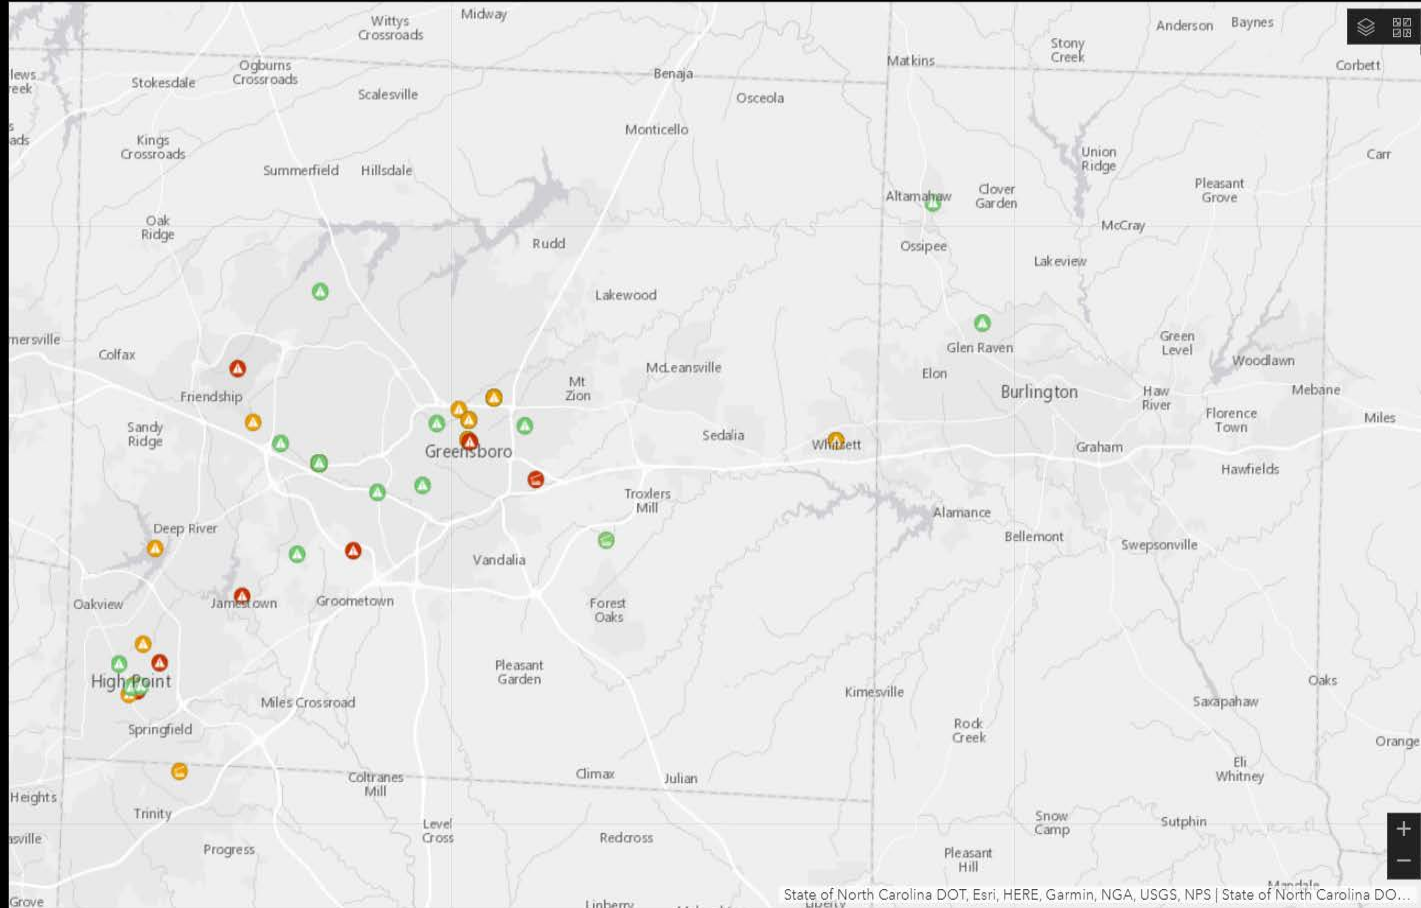 Midway
Wittys
Crossroads
Anderson
Baynes
Stony
Creek
Matkins
Corbett
Ogburns
Crossroads
Stokesdale
Benaja
Scalesville
Osceola
Monticello
Kings
Crossroads
Union
Ridge
Carr
Summerfield
Hillsdale
Pleasant
Grove
Altamahaw
Clover
Garden
Oak
Ridge
McCray
Rudd
Ossipee
Lakeview
Lakewood
mersville
Colfax
Green
Level
Glen Raven
Woodlawn
McLeansville
Elon
Mt
Zion
Friendship
Burlington
Haw
River
Mebane
Florence
Town
Miles
Sandy
Ridge
Sedalia
Whitsett
Greensboro
Graham
Hawfields
Troxlers
Mill
Alamance
Deep River
Bellemont
Swepsonville
Vandalia
Oakview
Jamestown
Groometown
Forest
Oaks
Pleasant
Garden
High Point
Oaks
Kimesville
Miles Crossroad
Saxapahaw
Springfield
Rock
Creek
Orange
Eli
Whitney
Climax
Julian
Coltranes
Mill
Heights
Trinity
Snow
Camp
Sutphin
Level
Cross
Redcross
asville
Progress
Pleasant
Hill
Mandale
State of North Carolina DOT, Esri, HERE, Garmin, NGA, USGS, NPS | State of North Carolina DO...
Grove
Linberry
Liberty